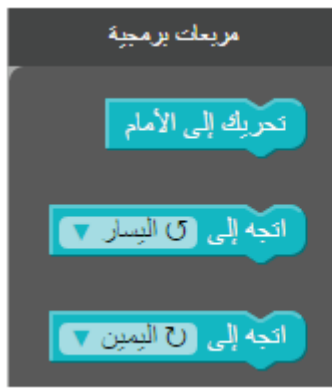 مربعات برمجية
تحريك إلى الأمام
اتجه إلى ↺ اليسار ▼
اتجه إلى ↻ اليمين ▼